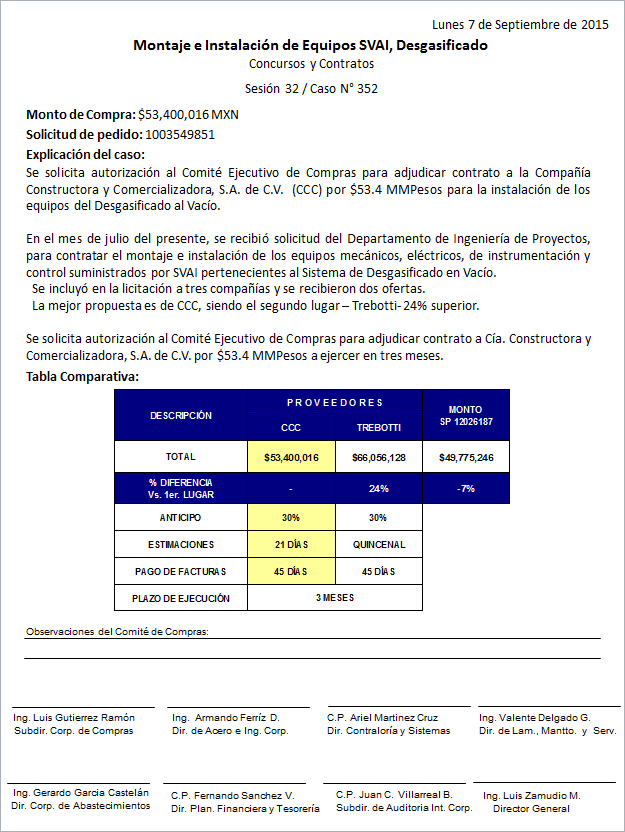 Lunes 7 de Septiembre de 2015
Montaje e Instalación de Equipos SVAI, Desgasificado
Concursos y Contratos
Sesión 32 / Caso N° 352
Monto de Compra: $53,400,016 MXN
Solicitud de pedido: 1003549851
Explicación del caso:
Se solicita autorización al Comité Ejecutivo de Compras para adjudicar contrato a la Compañía
Constructora y Comercializadora, S.A. de C.V. (CCC) por $53.4 MMPesos para la instalación de los
equipos del Desgasificado al Vacío.
En el mes de julio del presente, se recibió solicitud del Departamento de Ingeniería de Proyectos,
para contratar el montaje e instalación de los equipos mecánicos, eléctricos, de instrumentación y
control suministrados por SVAI pertenecientes al Sistema de Desgasificado en Vacío.
Se incluyó en la licitación a tres compañías y se recibieron dos ofertas.
La mejor propuesta es de CCC, siendo el segundo lugar – Trebotti- 24% superior.
Se solicita autorización al Comité Ejecutivo de Compras para adjudicar contrato a Cía. Constructora y
Comercializadora, S.A. de C.V. por $53.4 MMPesos a ejercer en tres meses.
Tabla Comparativa:
DESCRIPCIÓN PROVEEDORES MONTO
SP 12026187
CCC TREBOTTI
TOTAL $53,400,016 $66,056,128 $49,775,246
% DIFERENCIA
Vs. 1er. LUGAR - 24% -7%
ANTICIPO 30% 30%
ESTIMACIONES 21 DÍAS QUINCENAL
PAGO DE FACTURAS 45 DÍAS 45 DÍAS
PLAZO DE EJECUCIÓN 3 MESES
Observaciones del Comité de Compras:
Ing. Luis Gutierrez Ramón Ing. Armando Ferríz D. C.P. Ariel Martinez Cruz Ing. Valente Delgado G.
Subdir. Corp. de Compras Dir. de Acero e Ing. Corp. Dir. Contraloría y Sistemas Dir. de Lam., Mantto. y Serv.
Ing. Gerardo Garcia Castelán C.P. Fernando Sanchez V. C.P. Juan C. Villarreal B. Ing. Luis Zamudio M.
Dir. Corp. de Abastecimientos Dir. Plan. Financiera y Tesorería Subdir. de Auditoria Int. Corp. Director General